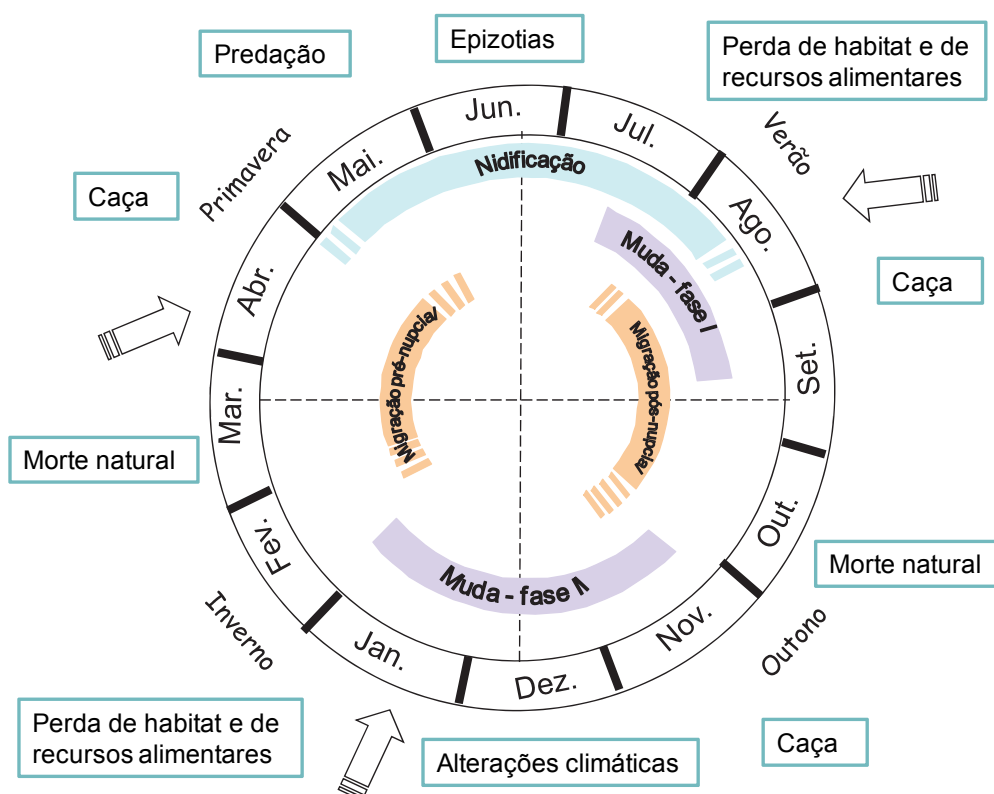 Predação
Epizotias
Perda de habitat e de
recursos alimentares
Caça
Primavera
Verão
Jun.
Jul.
Mai.
Ago.
Abr.
Set.
Mar.
Out.
Fev.
Nov.
Jan.
Dez.
Nidificação
Muda - fase I
Migração pré-nupcial
Migração pós-nupcial
Muda - fase II
Caça
Morte natural
Morte natural
Inverno
Outono
Perda de habitat e de
recursos alimentares
Alterações climáticas
Caça